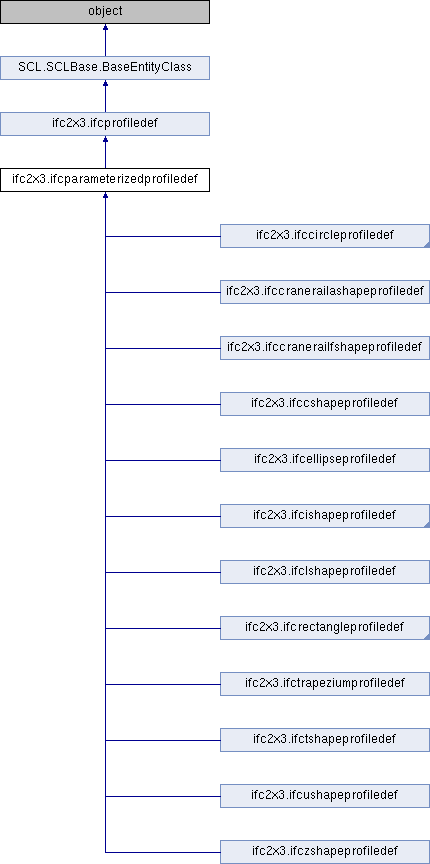 object
SCL.SCLBase.BaseEntityClass
ifc2x3.ifcprofiledef
ifc2x3.ifcparameterizedprofiledef
ifc2x3.ifccircleprofiledef
ifc2x3.ifccranerailashapeprofiledef
ifc2x3.ifccranerailfshapeprofiledef
ifc2x3.ifccshapeprofiledef
ifc2x3.ifcellipseprofiledef
ifc2x3.ifcishapeprofiledef
ifc2x3.ifclshapeprofiledef
ifc2x3.ifcrectangleprofiledef
ifc2x3.ifctrapeziumprofiledef
ifc2x3.ifctshapeprofiledef
ifc2x3.ifcushapeprofiledef
ifc2x3.ifczshapeprofiledef